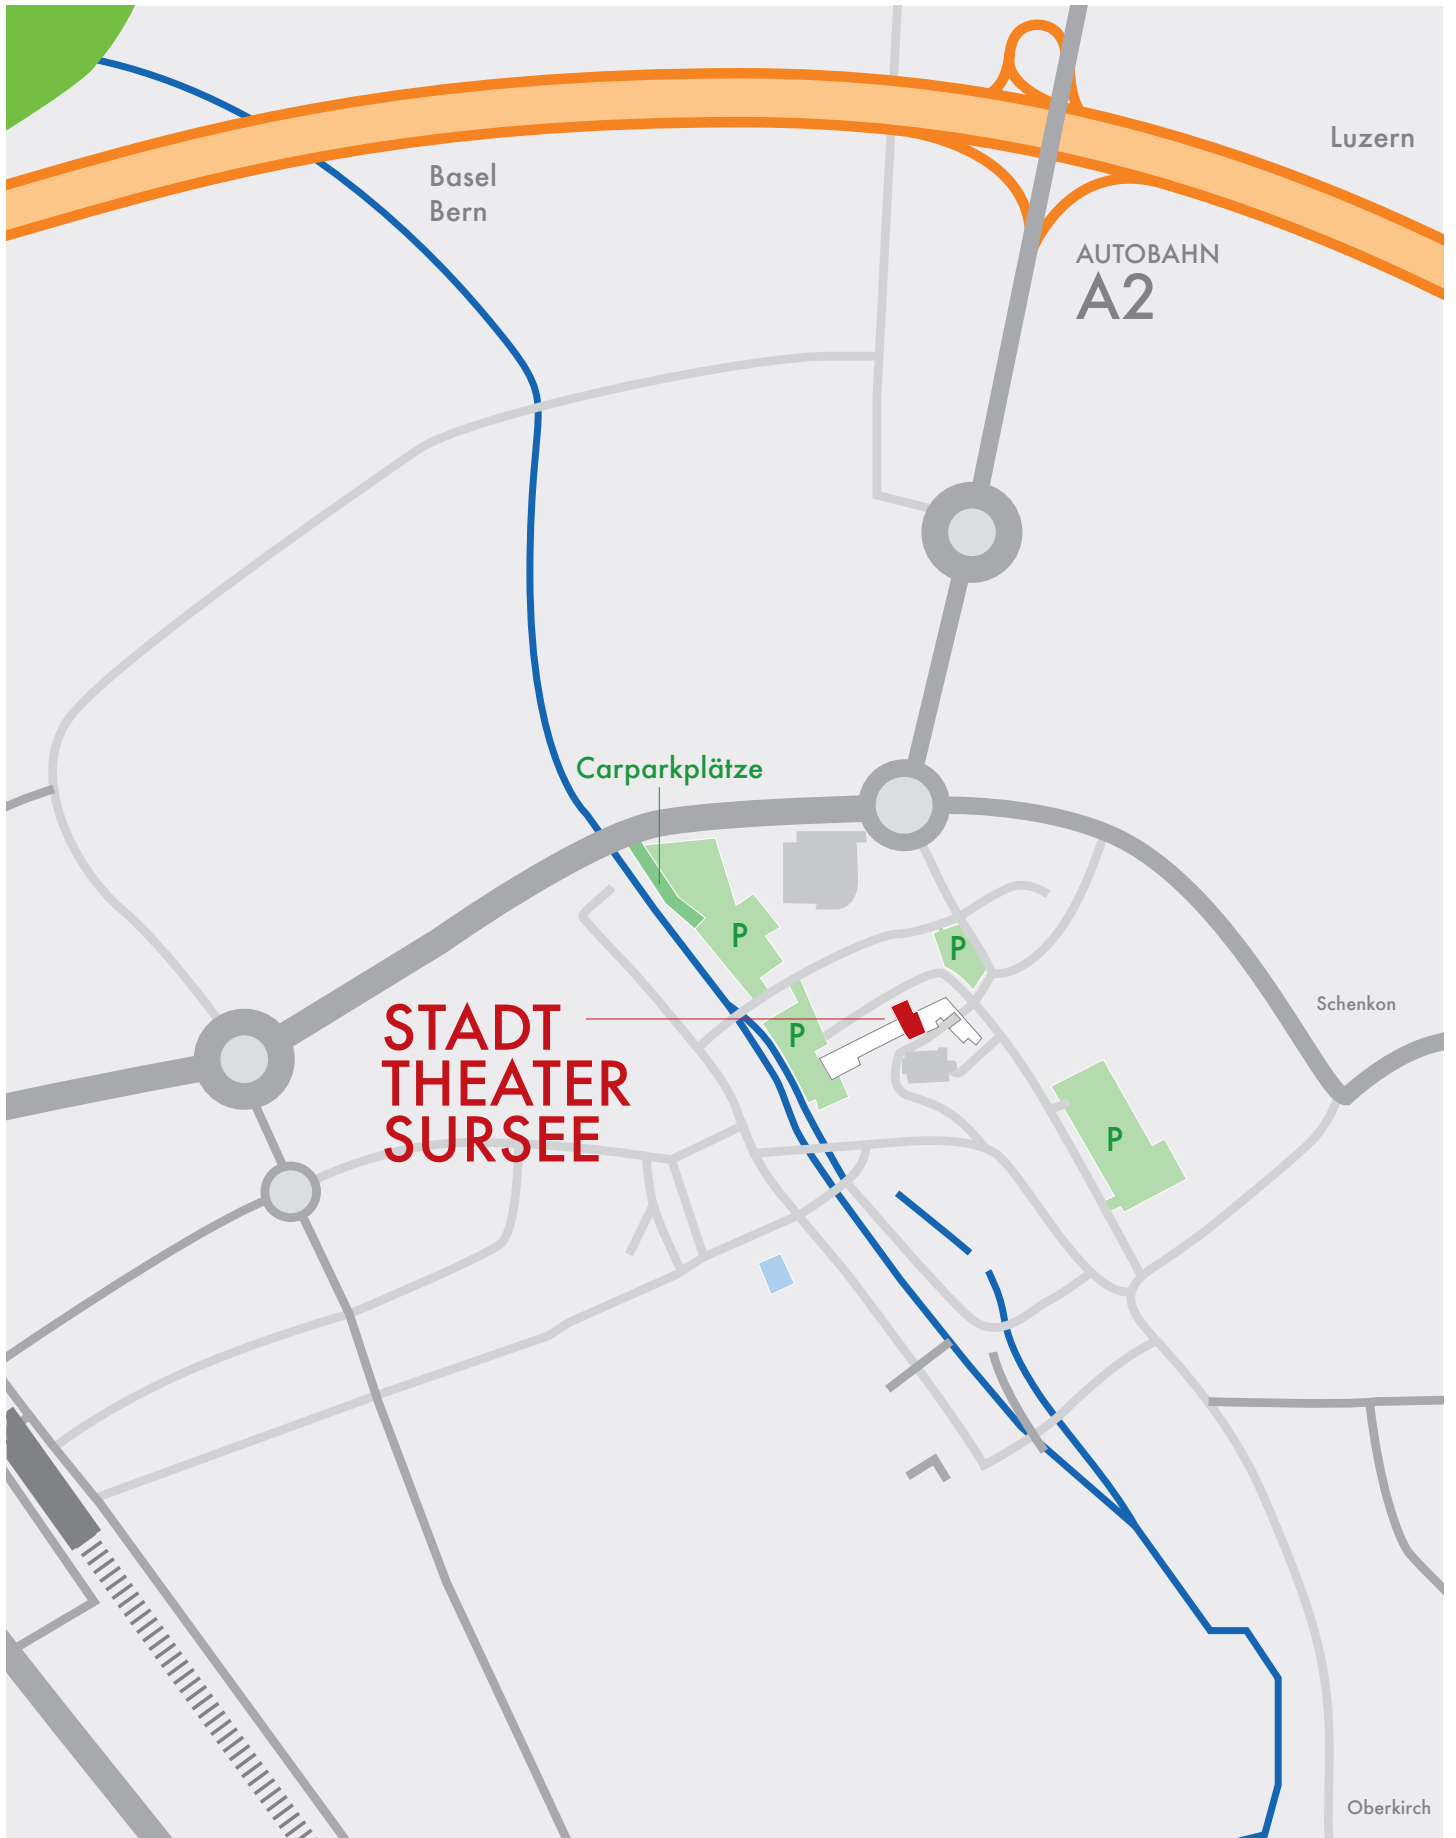 Luzern
Basel
Bern
AUTOBAHN
A2
Carparkplätze
P
P
Schenkon
STADT
THEATER
SURSEE
P
P
Oberkirch